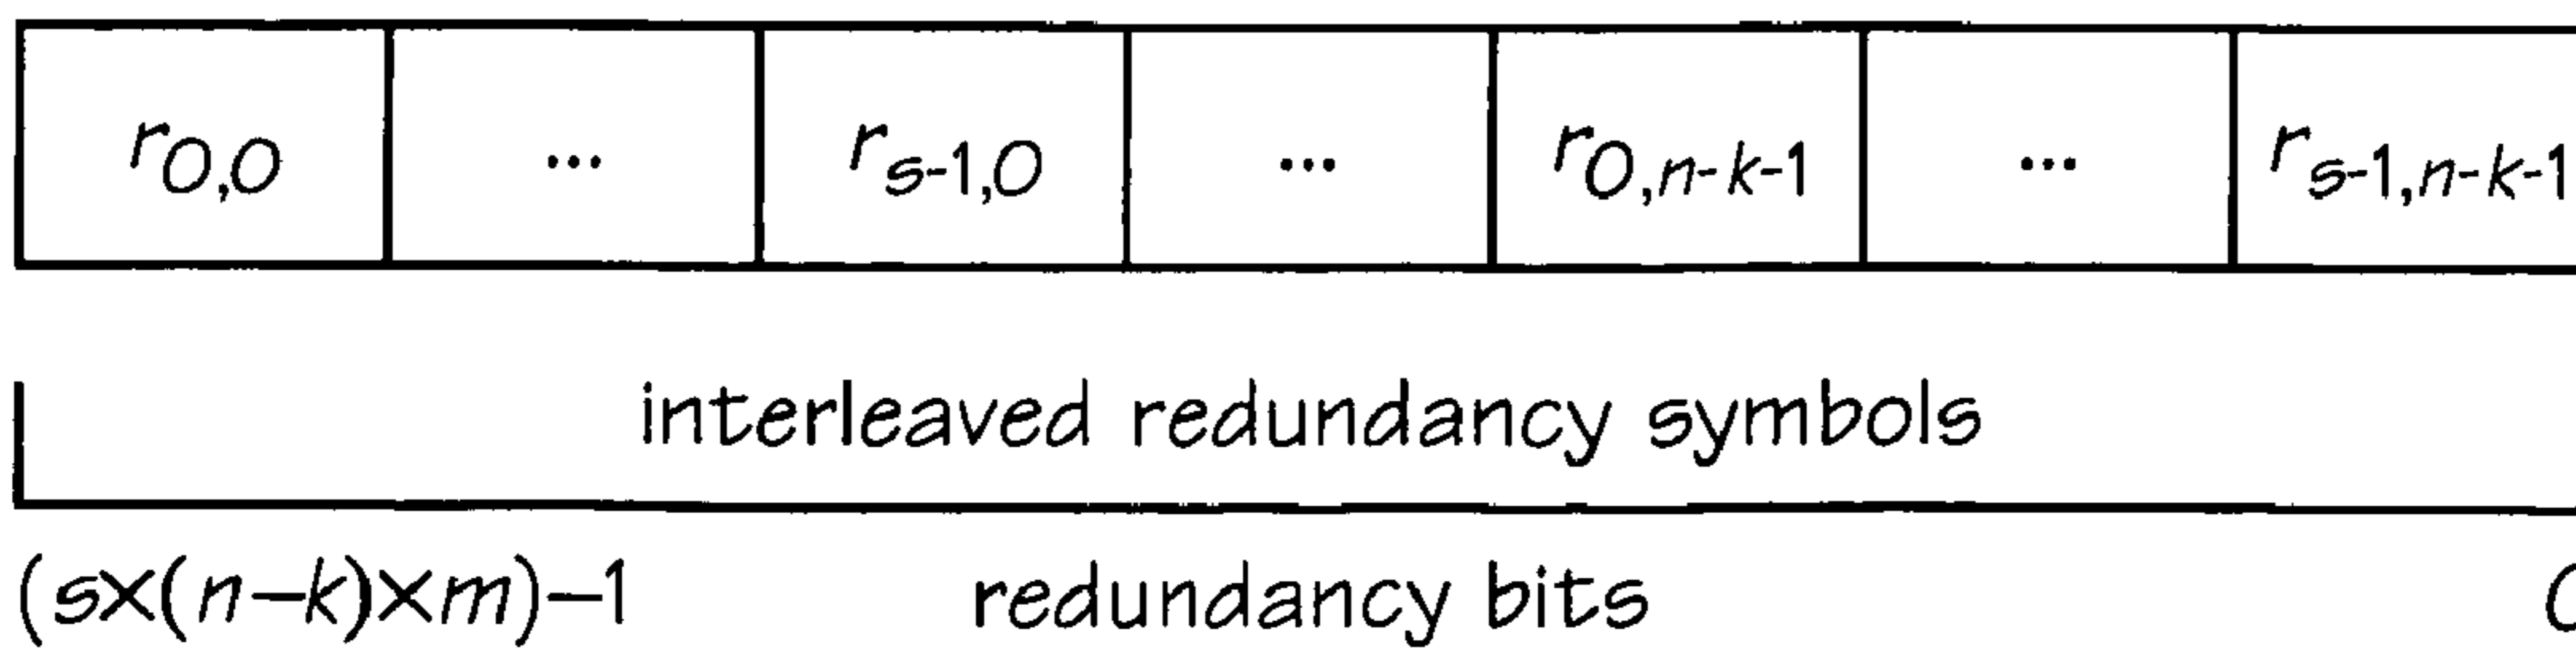 r0,0 ... rs-1,0 ... r0,n-k-1 ... rs-1,n-k-1
interleaved redundancy symbols
(s×(n−k)×m)−1 redundancy bits